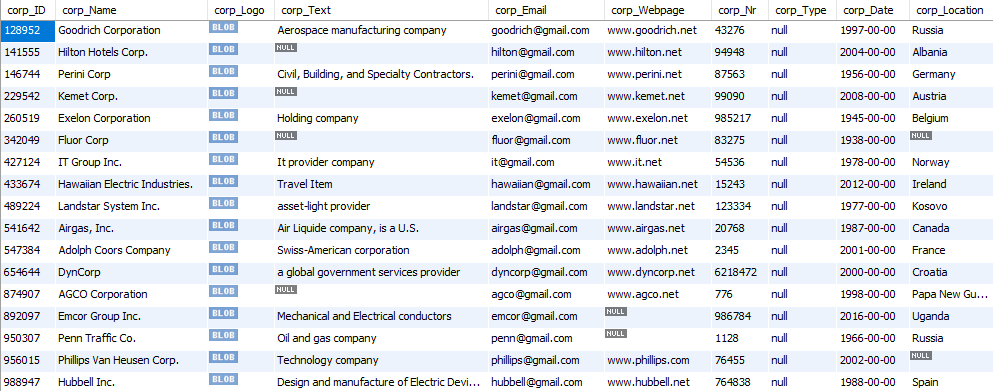 corp_ID corp_Name corp_Logo corp_Text corp_Email corp_Webpage corp_Nr corp_Type corp_Date corp_Location
128952 Goodrich Corporation BLOB Aerospace manufacturing company goodrich@gmail.com www.goodrich.net 43276 null 1997-00-00 Russia
141555 Hilton Hotels Corp. BLOB NULL hilton@gmail.com www.hilton.net 94948 null 2004-00-00 Albania
146744 Perini Corp BLOB Civil, Building, and Specialty Contractors. perini@gmail.com www.perini.net 87563 null 1956-00-00 Germany
229542 Kemet Corp. BLOB NULL kemet@gmail.com www.kemet.net 99090 null 2008-00-00 Austria
260519 Exelon Corporation BLOB Holding company exelon@gmail.com www.exelon.net 985217 null 1945-00-00 Belgium
342049 Fluor Corp BLOB NULL fluor@gmail.com www.fluor.net 83275 null 1938-00-00 NULL
427124 IT Group Inc. BLOB It provider company it@gmail.com www.it.net 54536 null 1978-00-00 Norway
433674 Hawaiian Electric Industries. BLOB Travel Item hawaiian@gmail.com www.hawaiian.net 15243 null 2012-00-00 Ireland
489224 Landstar System Inc. BLOB asset-light provider landstar@gmail.com www.landstar.net 123334 null 1977-00-00 Kosovo
541642 Airgas, Inc. BLOB Air Liquide company, is a U.S. airgas@gmail.com www.airgas.net 20768 null 1987-00-00 Canada
547384 Adolph Coors Company BLOB Swiss-American corporation adolph@gmail.com www.adolph.net 2345 null 2001-00-00 France
654644 DynCorp BLOB a global government services provider dyncorp@gmail.com www.dyncorp.net 6218472 null 2000-00-00 Croatia
874907 AGCO Corporation BLOB NULL agco@gmail.com www.agco.net 776 null 1998-00-00 Papa New Gu...
892097 Emcor Group Inc. BLOB Mechanical and Electrical conductors emcor@gmail.com NULL 986784 null 2016-00-00 Uganda
950307 Penn Traffic Co. BLOB Oil and gas company penn@gmail.com NULL 1128 null 1966-00-00 Russia
956015 Phillips Van Heusen Corp. BLOB Technology company phillips@gmail.com www.phillips.com 76455 null 2002-00-00 NULL
988947 Hubbell Inc. BLOB Design and manufacture of Electric Devi... hubbell@gmail.com www.hubbell.net 764838 null 1988-00-00 Spain